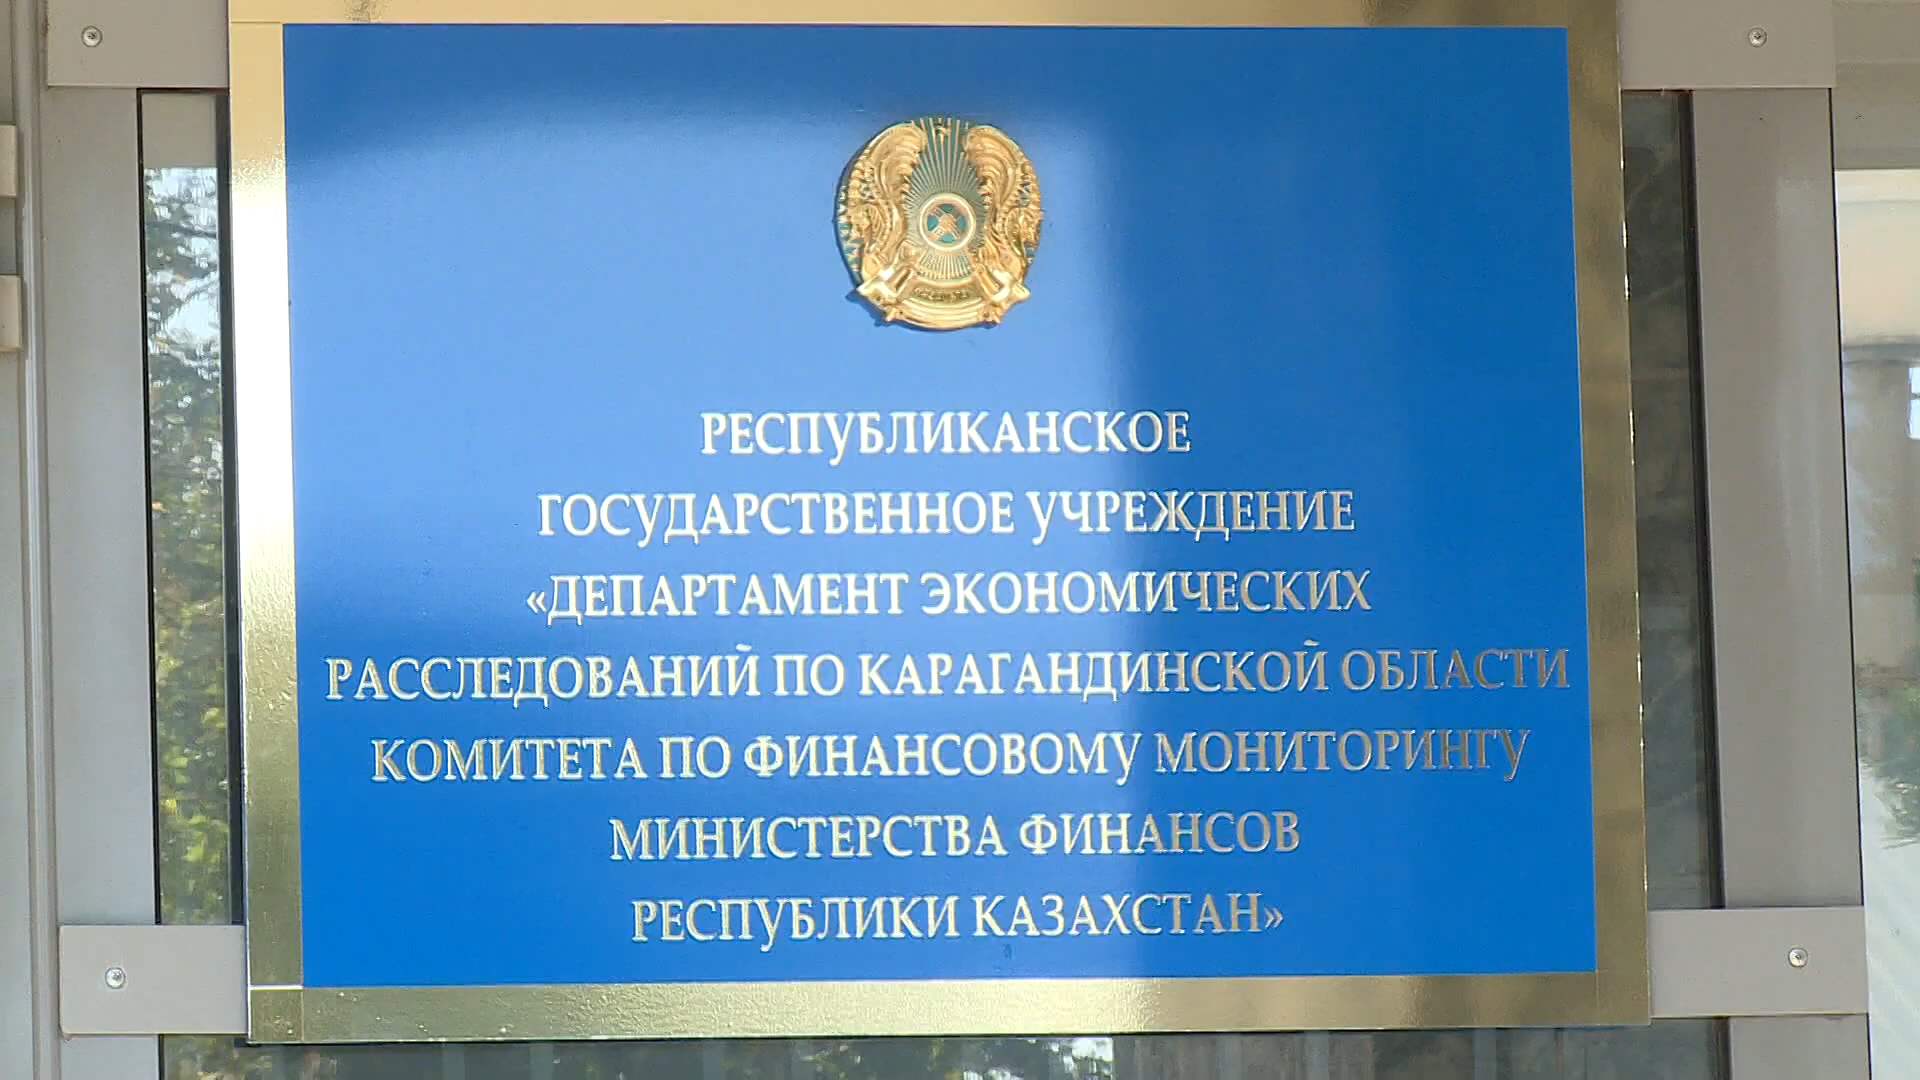 РЕСПУБЛИКАНСКОЕ
ГОСУДАРСТВЕННОЕ УЧРЕЖДЕНИЕ
«ДЕПАРТАМЕНТ ЭКОНОМИЧЕСКИХ
РАССЛЕДОВАНИЙ ПО КАРАГАНДИНСКОЙ ОБЛАСТИ
КОМИТЕТА ПО ФИНАНСОВОМУ МОНИТОРИНГУ
МИНИСТЕРСТВА ФИНАНСОВ
РЕСПУБЛИКИ КАЗАХСТАН»